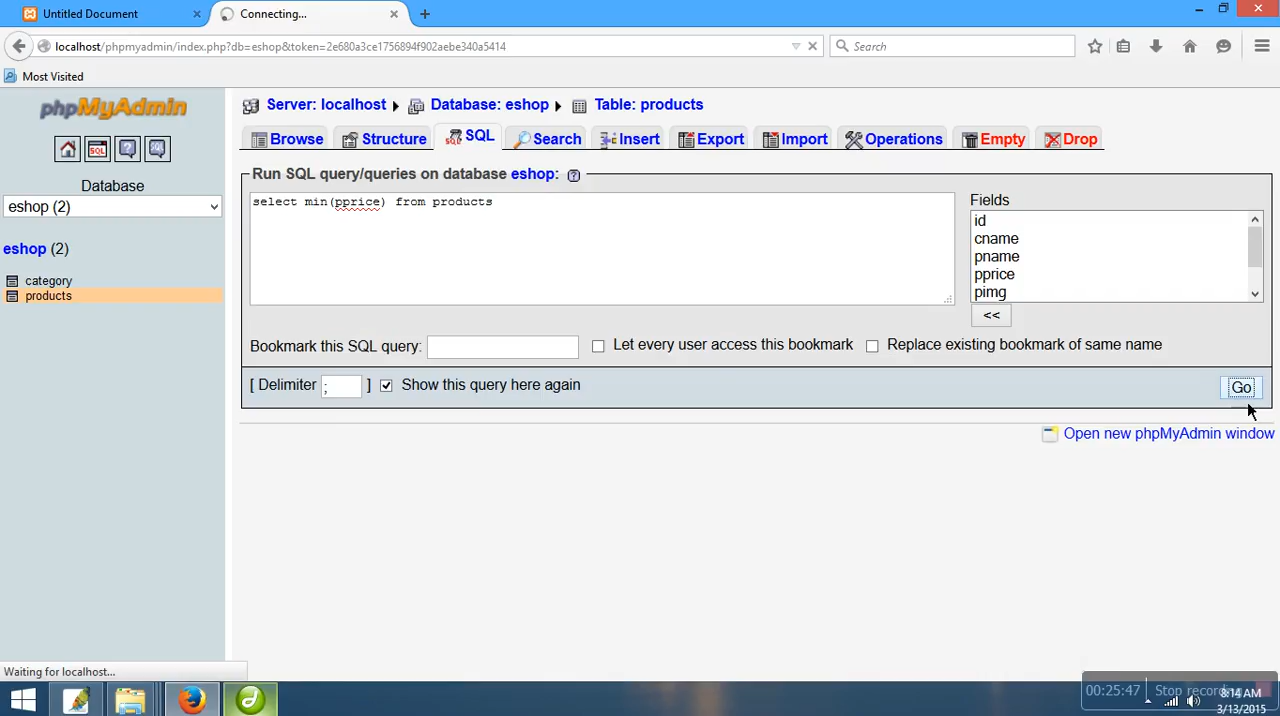 Untitled Document
Connecting...
localhost/phpmyadmin/index.php?db=eshop&token=2e680a3ce1756894f902aebe340a5414
Search
Most Visited
phpMyAdmin
SQL
Database
eshop (2)
eshop (2)
category
products
Server: localhost
Database: eshop
Table: products
Browse
Structure
SQL
Search
Insert
Export
Import
Operations
Empty
Drop
Run SQL query/queries on database eshop:
select min(pprice) from products
Fields
id
cname
pname
pprice
pimg
<<
Bookmark this SQL query:
Let every user access this bookmark
Replace existing bookmark of same name
[ Delimiter ; ]
Show this query here again
Go
Open new phpMyAdmin window
Waiting for localhost...
00:25:47
Stop recording
8:14 AM
3/13/2015